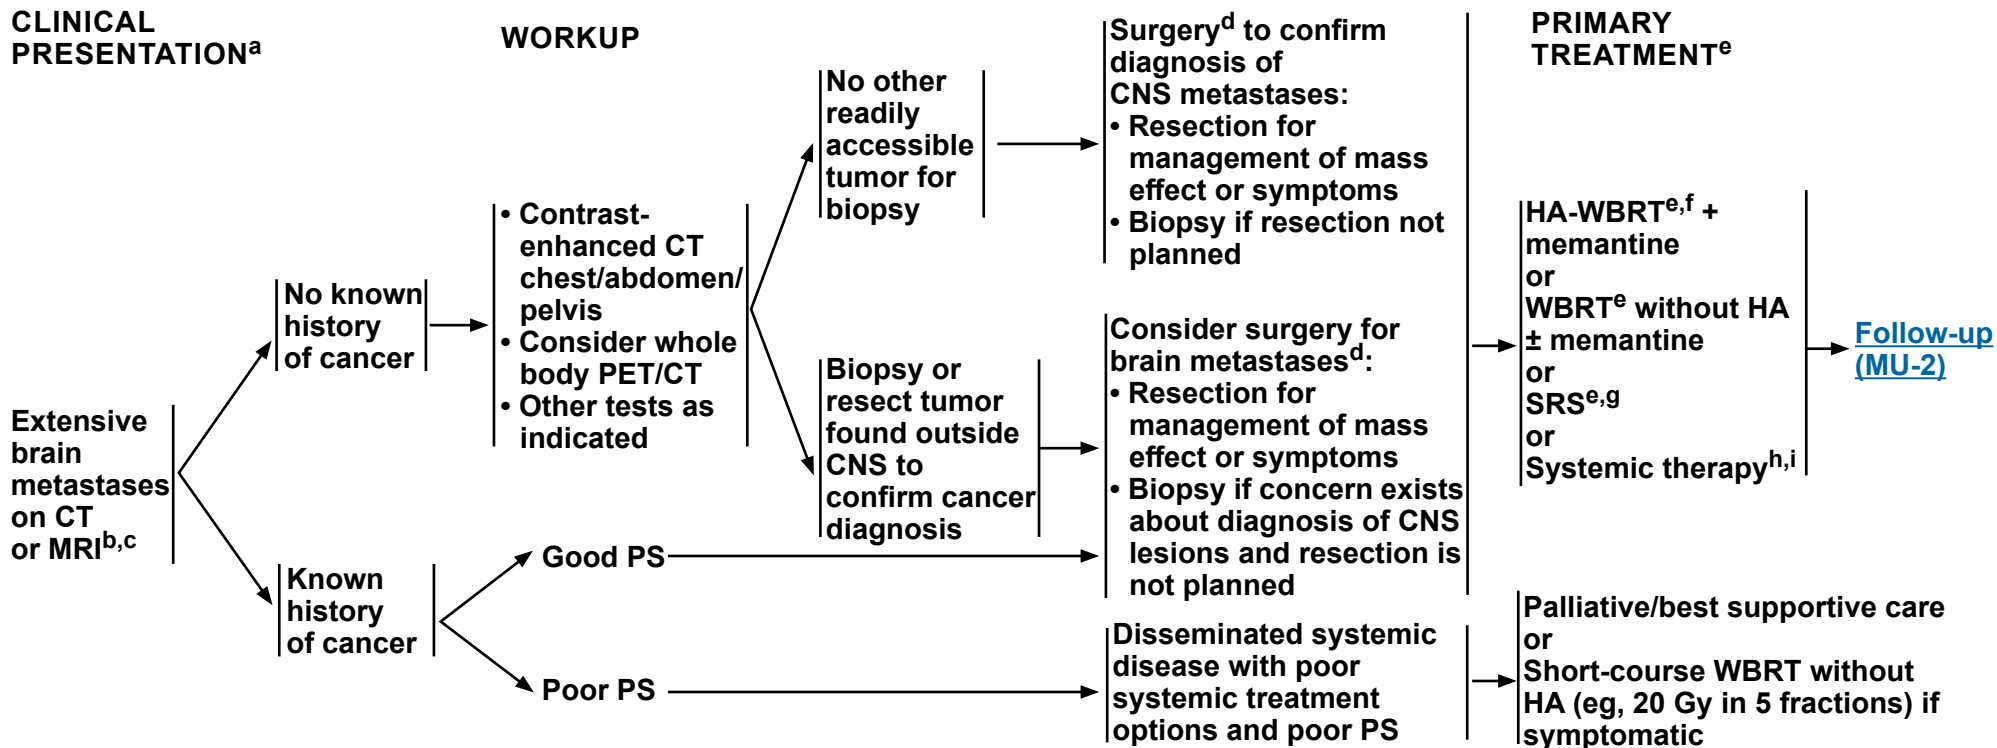 CLINICAL
PRESENTATIONa
WORKUP
PRIMARY
TREATMENTe
Extensive
brain
metastases
on CT
or MRIb,c
No known
history
of cancer
Known
history
of cancer
• Contrast-
enhanced CT
chest/abdomen/
pelvis
• Consider whole
body PET/CT
• Other tests as
indicated
Good PS
Poor PS
No other
readily
accessible
tumor for
biopsy
Biopsy or
resect tumor
found outside
CNS to
confirm cancer
diagnosis
Surgeryd to confirm
diagnosis of
CNS metastases:
• Resection for
management of mass
effect or symptoms
• Biopsy if resection not
planned
Consider surgery for
brain metastasesd:
• Resection for
management of mass
effect or symptoms
• Biopsy if concern exists
about diagnosis of CNS
lesions and resection is
not planned
Disseminated systemic
disease with poor
systemic treatment
options and poor PS
HA-WBRTe,f +
memantine
or
WBRTe without HA
± memantine
or
SRSe,g
or
Systemic therapyh,i
Follow-up
(MU-2)
Palliative/best supportive care
or
Short-course WBRT without
HA (eg, 20 Gy in 5 fractions) if
symptomatic